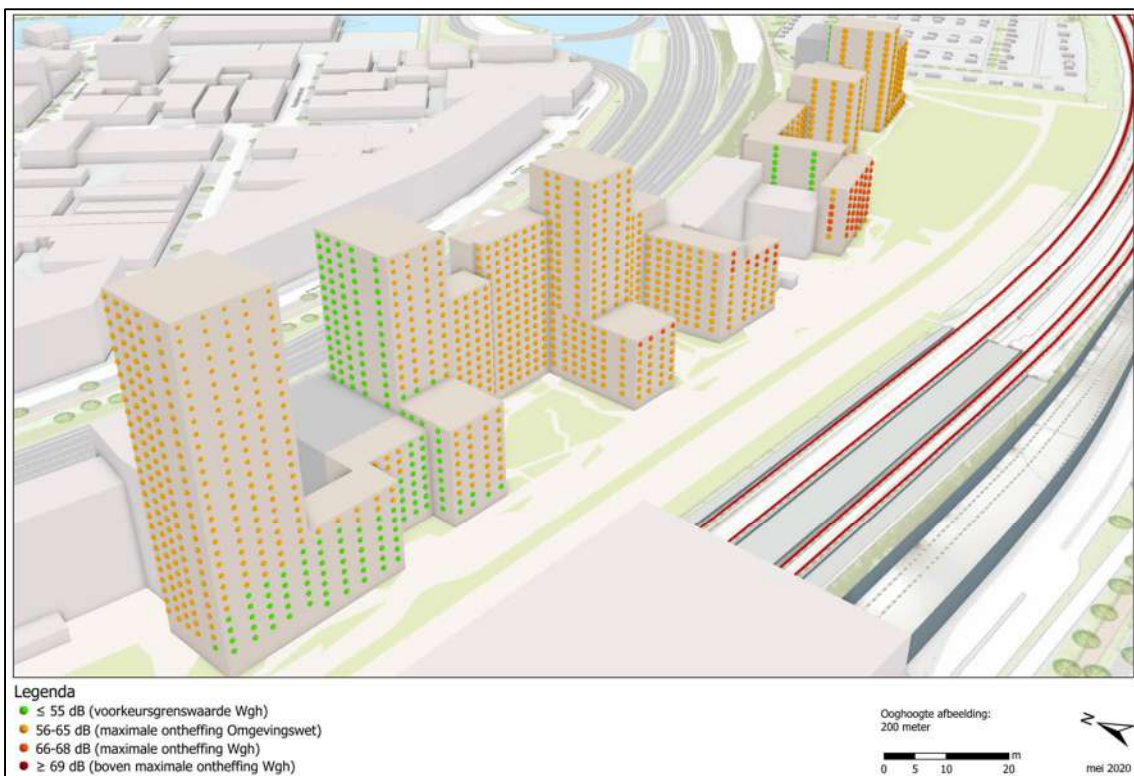 Legenda
≤ 55 dB (voorkeursgrenswaarde Wgh)
56-65 dB (maximale ontheffing Omgevingswet)
66-68 dB (maximale ontheffing Wgh)
≥ 69 dB (boven maximale ontheffing Wgh)
Ooghoogte afbeelding:
200 meter
N
m
0 5 10 20
mei 2020